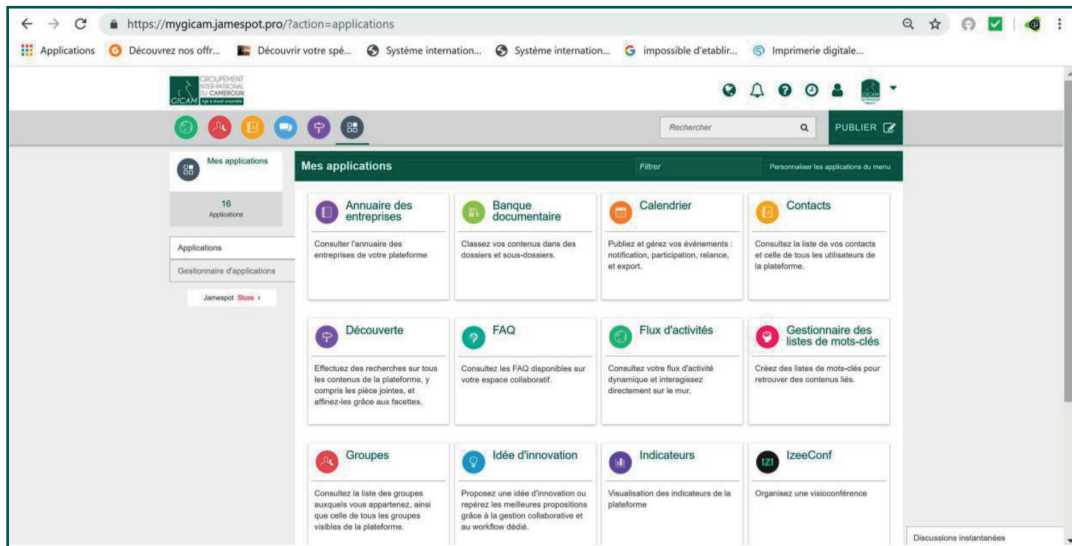 https://mygicam.jamespot.pro/?action=applications
Applications
Découvrez nos offr...
Découvrir votre spé...
Système internation...
Système internation...
impossible d'etablir...
Imprimerie digitale...
GROUPEMENT
INTER-PATRONAL
DU CAMEROUN
GICAM
Rechercher
PUBLIER
Mes applications
16
Applications
Applications
Gestionnaire d'applications
Jamespot Store >
Mes applications
Filtrer
Personnaliser les applications du menu
Annuaire des
entreprises
Consulter l'annuaire des
entreprises de votre plateforme
Banque
documentaire
Classez vos contenus dans des
dossiers et sous-dossiers.
Calendrier
Publiez et gérez vos événements :
notification, participation, relance,
et export.
Contacts
Consultez la liste de vos contacts
et celle de tous les utilisateurs de
la plateforme.
Découverte
Effectuez des recherches sur tous
les contenus de la plateforme, y
compris les pièce jointes, et
affinez-les grâce aux facettes.
FAQ
Consultez les FAQ disponibles sur
votre espace collaboratif.
Flux d'activités
Consultez votre flux d'activité
dynamique et interagissez
directement sur le mur.
Gestionnaire des
listes de mots-clés
Créez des listes de mots-clés pour
retrouver des contenus liés.
Groupes
Consultez la liste des groupes
auxquels vous appartenez, ainsi
que celle de tous les groupes
visibles de la plateforme.
Idée d'innovation
Proposez une idée d'innovation ou
repérez les meilleures propositions
grâce à la gestion collaborative et
au workflow dédié.
Indicateurs
Visualisation des indicateurs de la
plateforme
IZI
IzeeConf
Organisez une visioconférence
Discussions instantanées